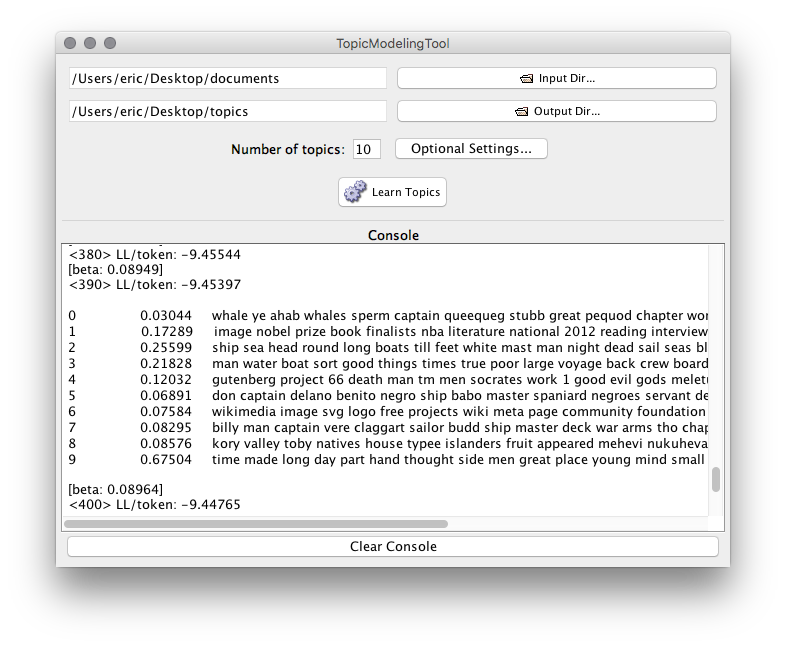 TopicModelingTool
/Users/eric/Desktop/documents
Input Dir...
/Users/eric/Desktop/topics
Output Dir...
Number of topics: 10 Optional Settings...
Learn Topics
Console
<380> LL/token: -9.45544
[beta: 0.08949]
<390> LL/token: -9.45397
0 0.03044 whale ye ahab whales sperm captain queequeg stubb great pequod chapter wor
1 0.17289 image nobel prize book finalists nba literature national 2012 reading interview
2 0.25599 ship sea head round long boats till feet white mast man night dead sail seas bl
3 0.21828 man water boat sort good things times true poor large voyage back crew board
4 0.12032 gutenberg project 66 death man tm men socrates work 1 good evil gods melet
5 0.06891 don captain delano benito negro ship babo master spaniard negroes servant de
6 0.07584 wikimedia image svg logo free projects wiki meta page community foundation
7 0.08295 billy man captain vere claggart sailor budd ship master deck war arms tho chap
8 0.08576 kory valley toby natives house typee islanders fruit appeared mehevi nukuheva
9 0.67504 time made long day part hand thought side men great place young mind small
[beta: 0.08964]
<400> LL/token: -9.44765
Clear Console